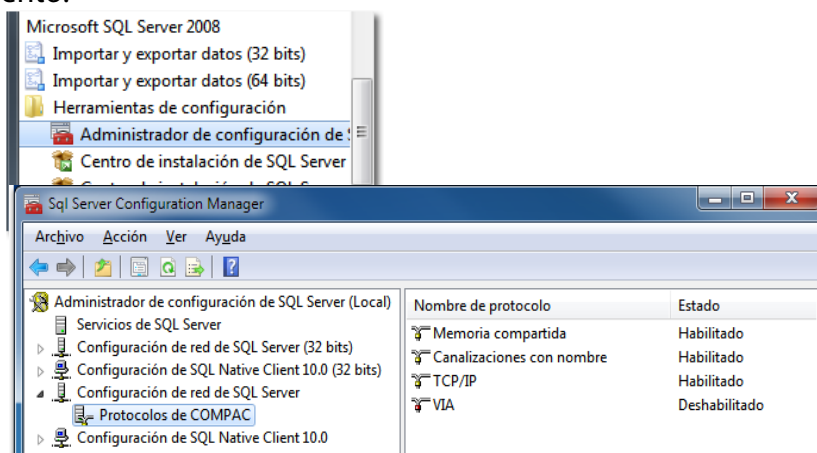 Microsoft SQL Server 2008
Importar y exportar datos (32 bits)
Importar y exportar datos (64 bits)
Herramientas de configuración
Administrador de configuración de
Centro de instalación de SQL Server
Sql Server Configuration Manager
Archivo Acción Ver Ayuda
Administrador de configuración de SQL Server (Local)
Servicios de SQL Server
Configuración de red de SQL Server (32 bits)
Configuración de SQL Native Client 10.0 (32 bits)
Configuración de red de SQL Server
Protocolos de COMPAC
Configuración de SQL Native Client 10.0
Nombre de protocolo Estado
Memoria compartida Habilitado
Canalizaciones con nombre Habilitado
TCP/IP Habilitado
VIA Deshabilitado